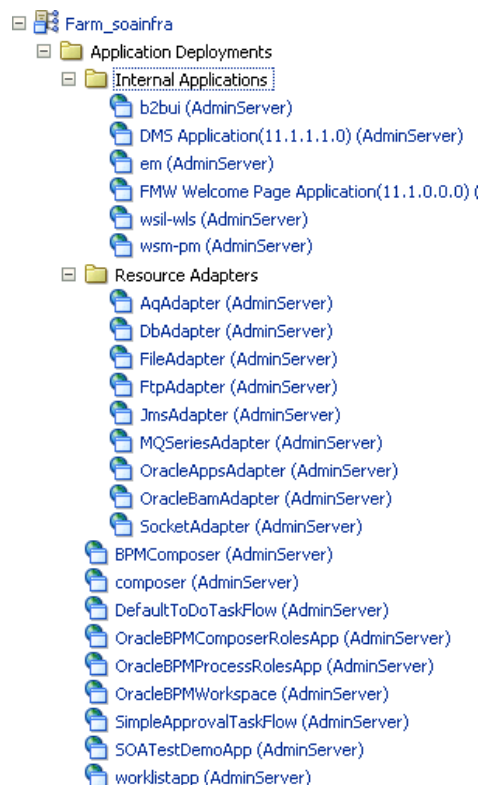 Farm_soainfra
Application Deployments
Internal Applications
b2bui (AdminServer)
DMS Application(11.1.1.1.0) (AdminServer)
em (AdminServer)
FMW Welcome Page Application(11.1.0.0.0) (
wsil-wls (AdminServer)
wsm-pm (AdminServer)
Resource Adapters
AqAdapter (AdminServer)
DbAdapter (AdminServer)
FileAdapter (AdminServer)
FtpAdapter (AdminServer)
JmsAdapter (AdminServer)
MQSeriesAdapter (AdminServer)
OracleAppsAdapter (AdminServer)
OracleBamAdapter (AdminServer)
SocketAdapter (AdminServer)
BPMComposer (AdminServer)
composer (AdminServer)
DefaultToDoTaskFlow (AdminServer)
OracleBPMComposerRolesApp (AdminServer)
OracleBPMProcessRolesApp (AdminServer)
OracleBPMWorkspace (AdminServer)
SimpleApprovalTaskFlow (AdminServer)
SOATestDemoApp (AdminServer)
worklistapp (AdminServer)